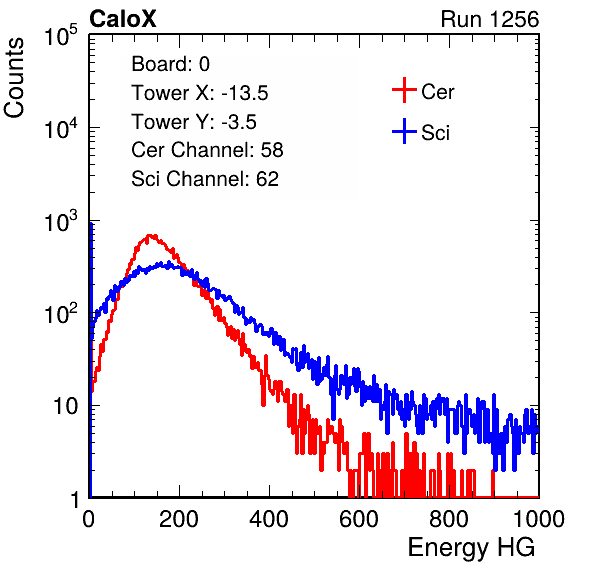 CaloX Run 1256
Counts
Board: 0
Tower X: -13.5
Tower Y: -3.5
Cer Channel: 58
Sci Channel: 62
Cer
Sci
10^5
10^4
10^3
10^2
10
1
0 200 400 600 800 1000
Energy HG